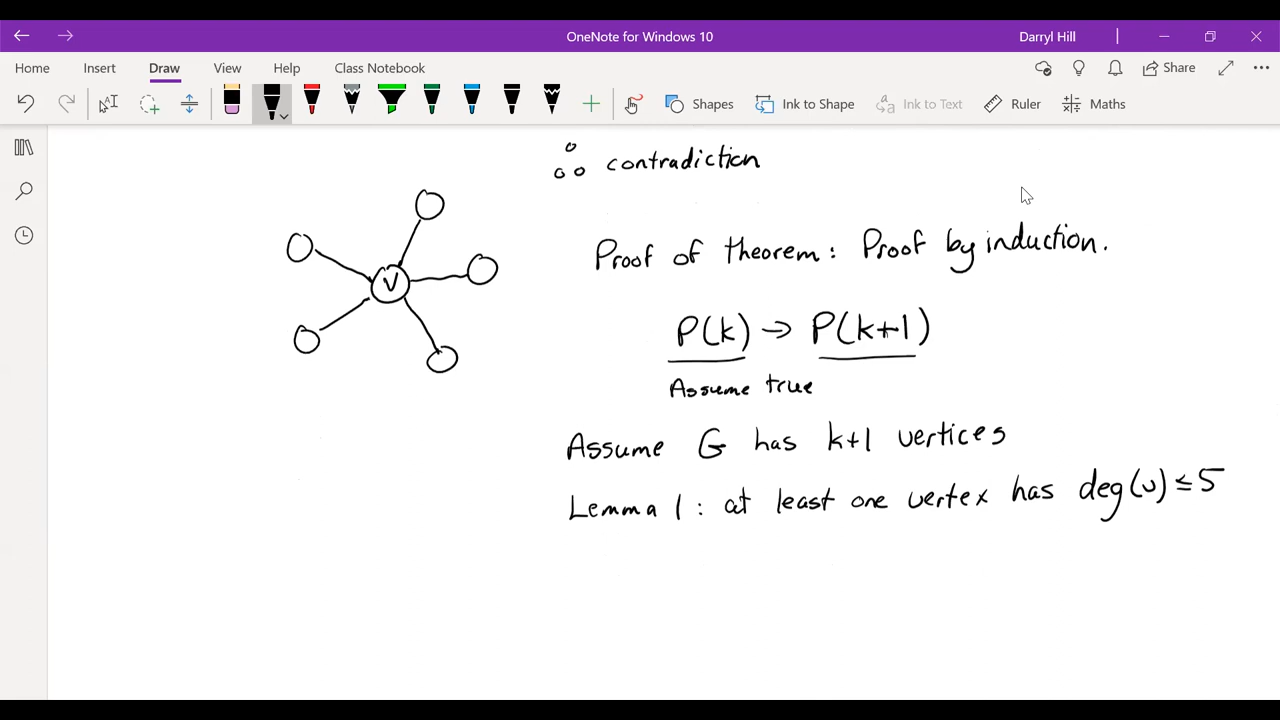 OneNote for Windows 10
Darryl Hill
Home Insert Draw View Help Class Notebook
Share
Shapes Ink to Shape Ink to Text Ruler Maths
∴ contradiction
Proof of theorem: Proof by induction.
P(k) → P(k+1)
Assume true
Assume G has k+1 vertices
Lemma 1: at least one vertex has deg(v) ≤ 5
V